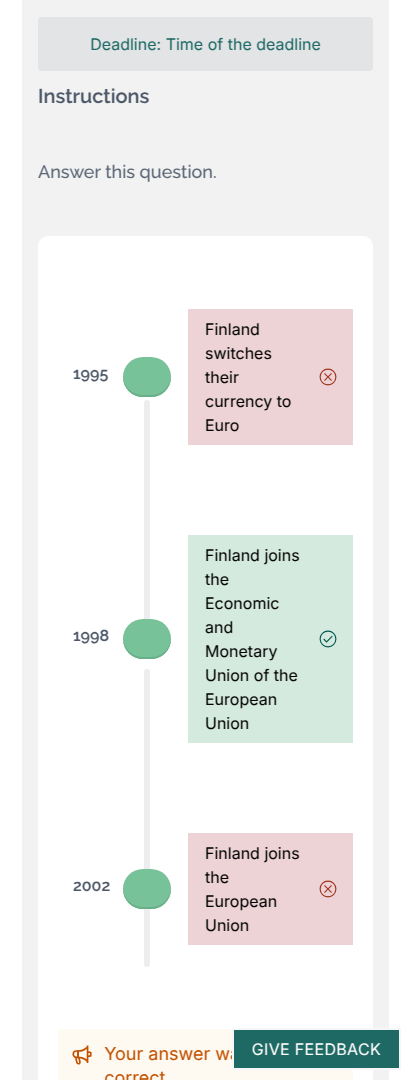 Deadline: Time of the deadline
Instructions
Answer this question.
1995
Finland
switches
their
currency to
Euro
1998
Finland joins
the
Economic
and
Monetary
Union of the
European
Union
2002
Finland joins
the
European
Union
Your answer
GIVE FEEDBACK
correct